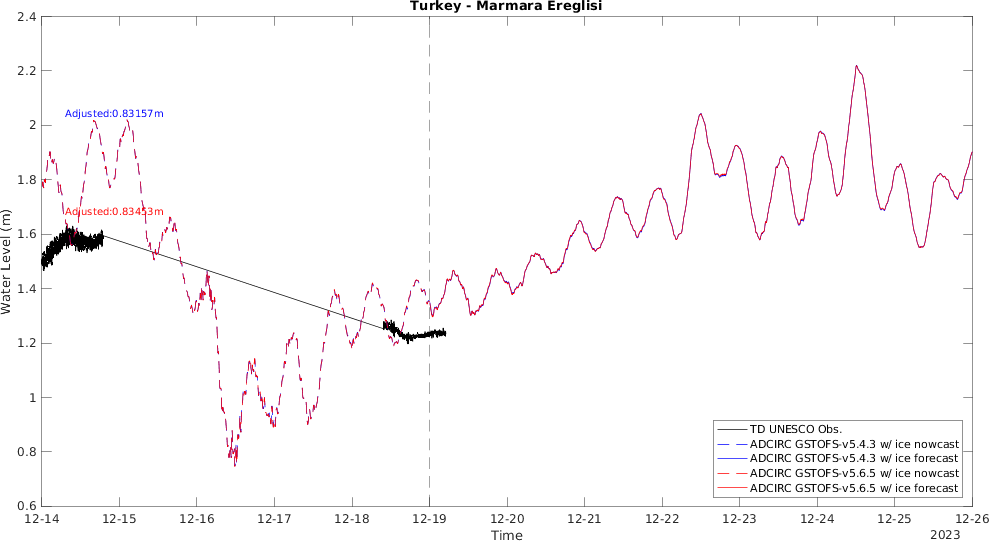 Turkey - Marmara Ereglisi
2.4
2.2
2
1.8
1.6
1.4
1.2
1
0.8
0.6
Water Level (m)
Adjusted:0.83157m
Adjusted:0.83453m
TD UNESCO Obs.
ADCIRC GSTOFS-v5.4.3 w/ ice nowcast
ADCIRC GSTOFS-v5.4.3 w/ ice forecast
ADCIRC GSTOFS-v5.6.5 w/ ice nowcast
ADCIRC GSTOFS-v5.6.5 w/ ice forecast
12-14 12-15 12-16 12-17 12-18 12-19 12-20 12-21 12-22 12-23 12-24 12-25 12-26
Time
2023